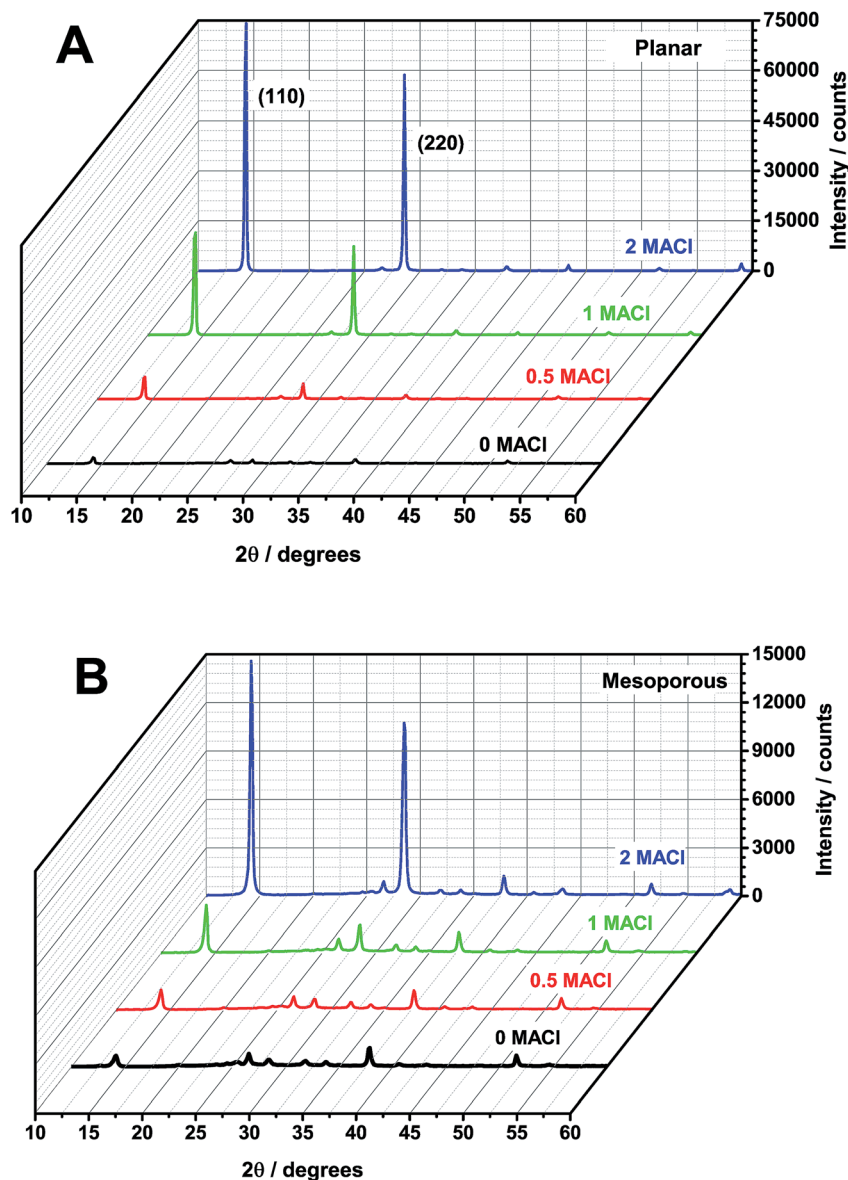 A
Planar
75000
60000
45000
30000
15000
0
Intensity / counts
(110)
(220)
2 MACl
1 MACl
0.5 MACl
0 MACl
10 15 20 25 30 35 40 45 50 55 60
2θ / degrees
B
Mesoporous
15000
12000
9000
6000
3000
0
Intensity / counts
2 MACl
1 MACl
0.5 MACl
0 MACl
10 15 20 25 30 35 40 45 50 55 60
2θ / degrees